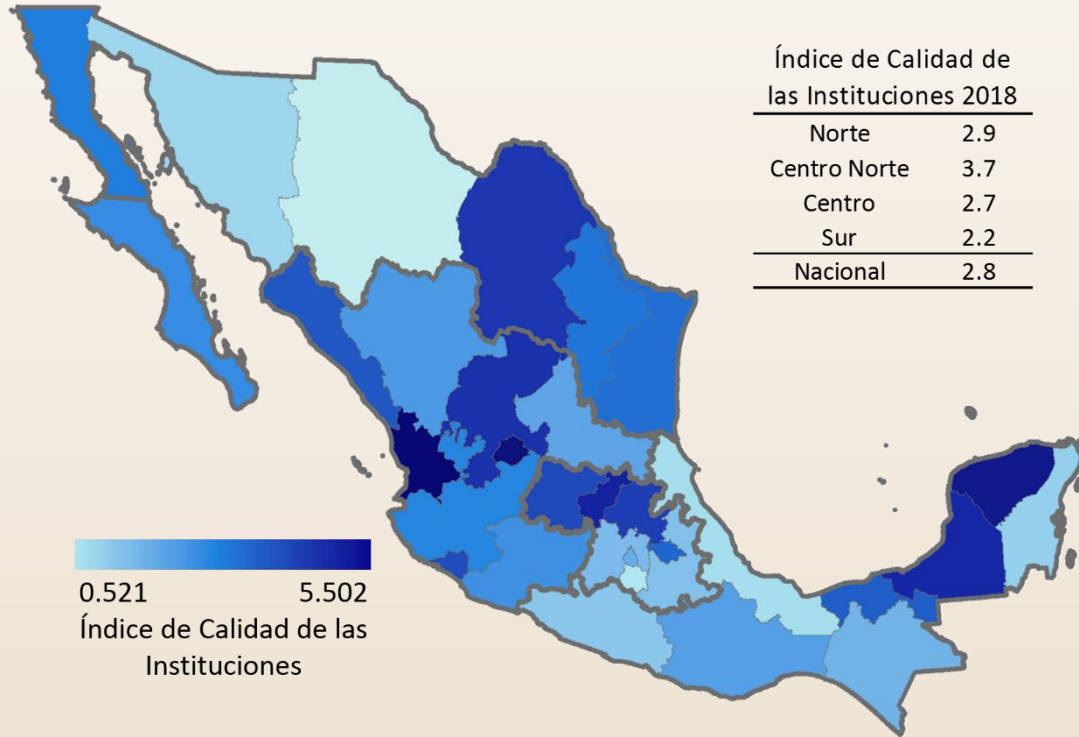 Índice de Calidad de
las Instituciones 2018
Norte 2.9
Centro Norte 3.7
Centro 2.7
Sur 2.2
Nacional 2.8
0.521 5.502
Índice de Calidad de las
Instituciones